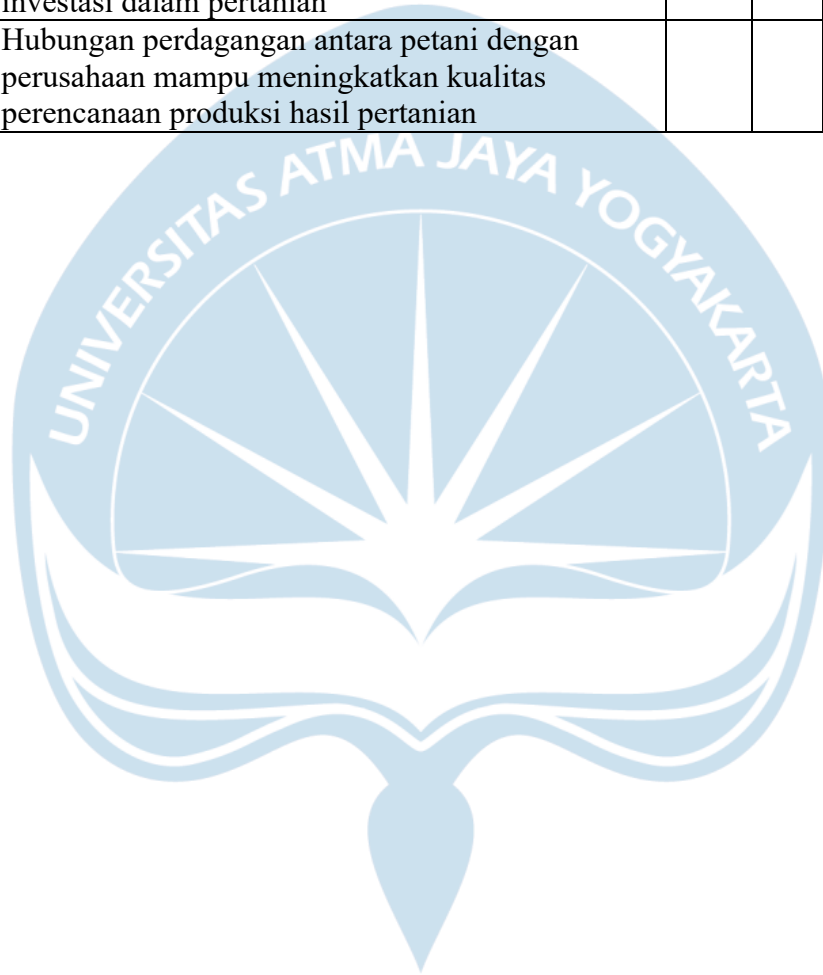 investasi dalam pertanian
Hubungan perdagangan antara petani dengan
perusahaan mampu meningkatkan kualitas
perencanaan produksi hasil pertanian
UNIVERSITAS ATMA JAYA YOGYAKARTA